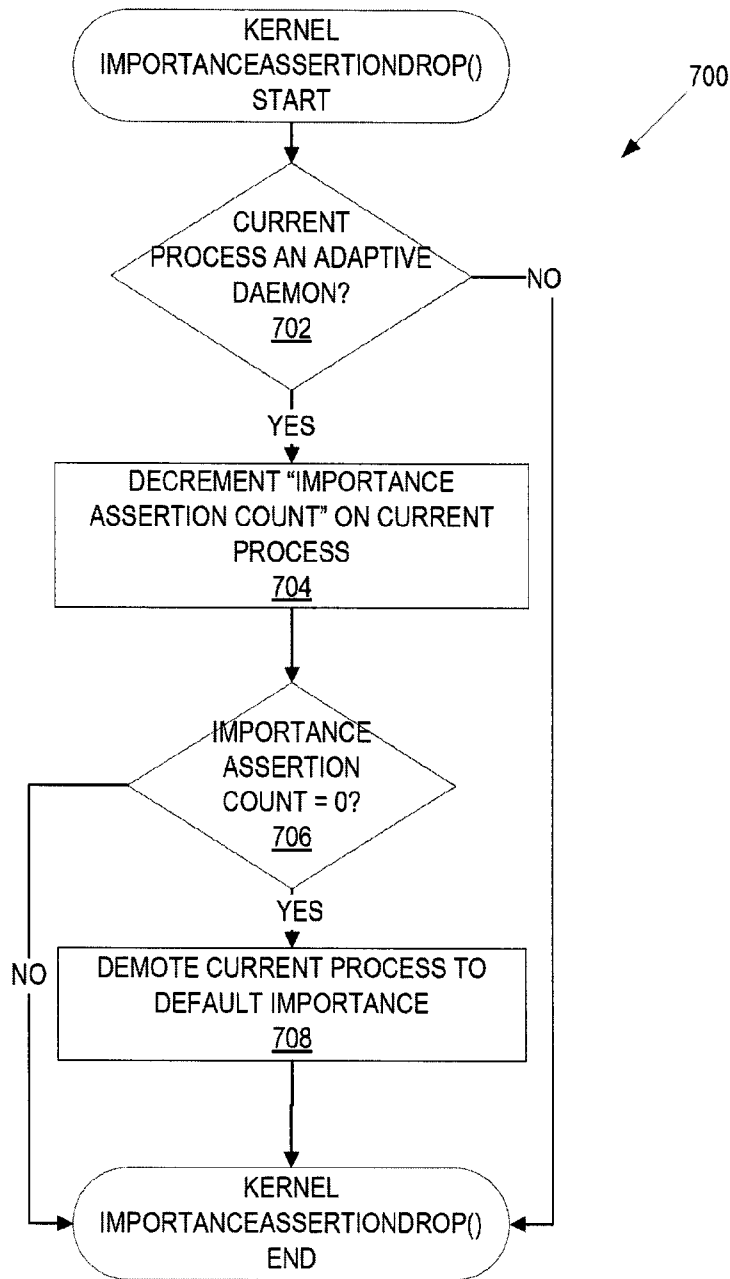 KERNEL
IMPORTANCEASSERTIONDROP()
START
700
CURRENT
PROCESS AN ADAPTIVE
DAEMON?
702
NO
YES
DECREMENT “IMPORTANCE
ASSERTION COUNT” ON CURRENT
PROCESS
704
IMPORTANCE
ASSERTION
COUNT = 0?
706
YES
NO
DEMOTE CURRENT PROCESS TO
DEFAULT IMPORTANCE
708
KERNEL
IMPORTANCEASSERTIONDROP()
END